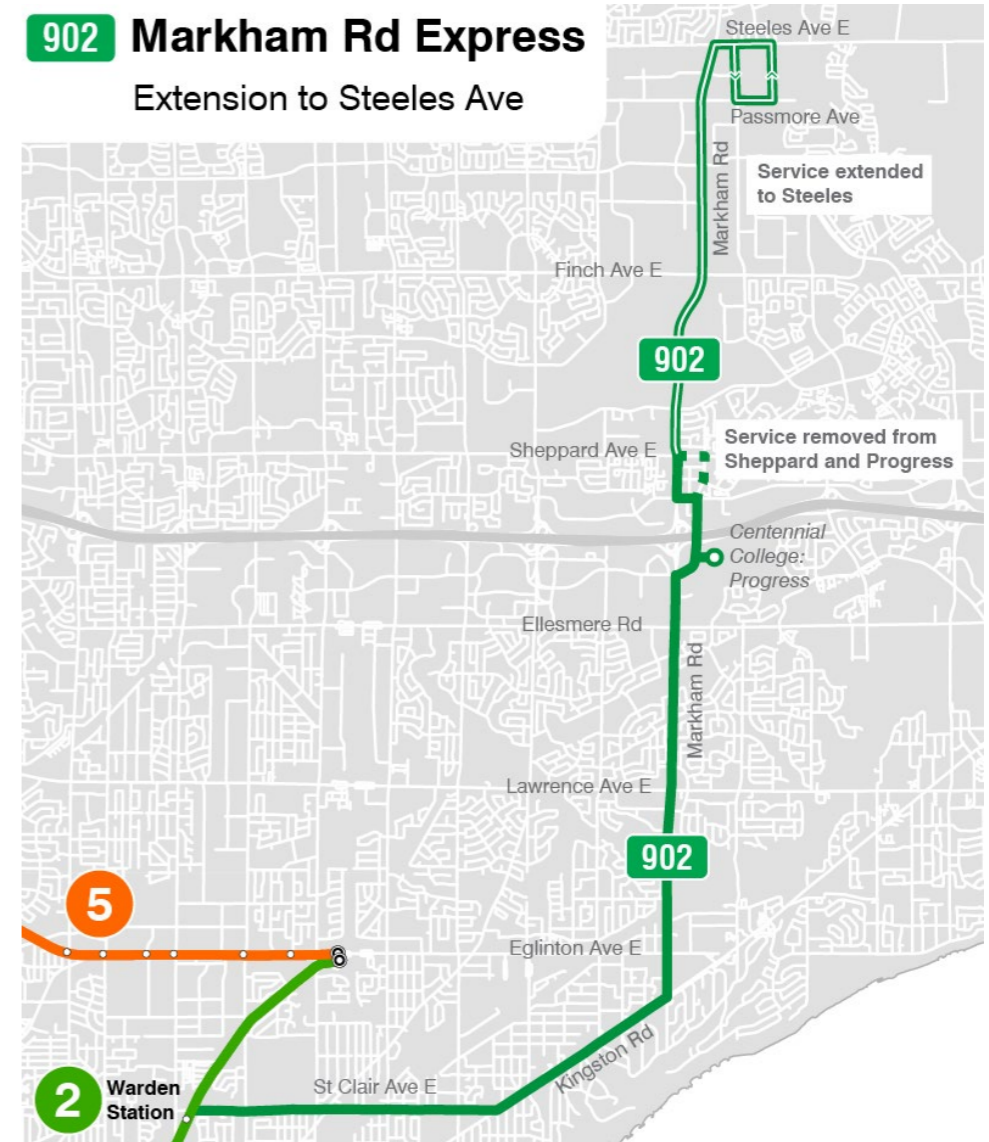 902 Markham Rd Express
Extension to Steeles Ave
Steeles Ave E
Passmore Ave
Markham Rd
Service extended
to Steeles
Finch Ave E
902
Sheppard Ave E
Service removed from
Sheppard and Progress
Centennial
College:
Progress
Ellesmere Rd
Markham Rd
Lawrence Ave E
902
5
Eglinton Ave E
Kingston Rd
St Clair Ave E
2
Warden
Station